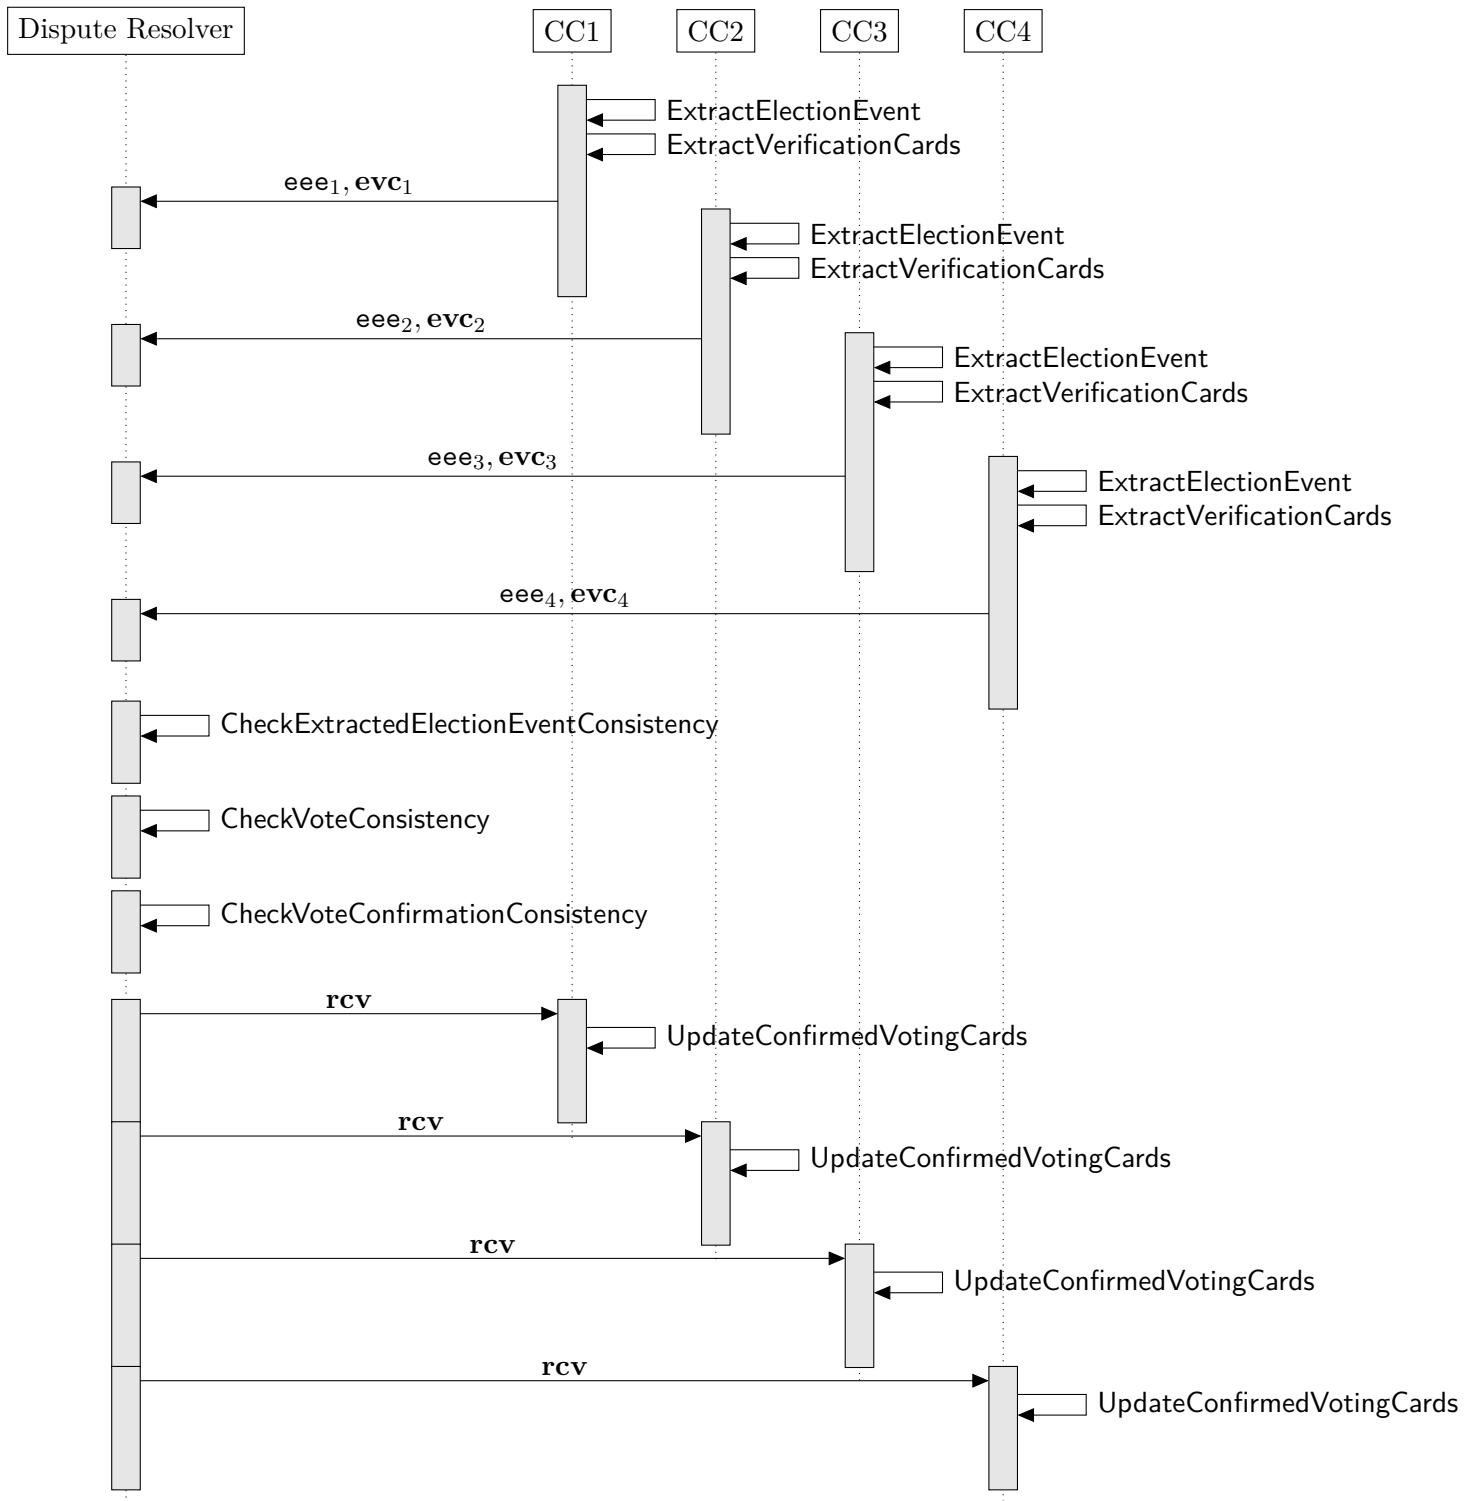 Dispute Resolver CC1 CC2 CC3 CC4
ExtractElectionEvent
ExtractVerificationCards
eee₁, evc₁
ExtractElectionEvent
ExtractVerificationCards
eee₂, evc₂
ExtractElectionEvent
ExtractVerificationCards
eee₃, evc₃
ExtractElectionEvent
ExtractVerificationCards
eee₄, evc₄
CheckExtractedElectionEventConsistency
CheckVoteConsistency
CheckVoteConfirmationConsistency
rcv
UpdateConfirmedVotingCards
rcv
UpdateConfirmedVotingCards
rcv
UpdateConfirmedVotingCards
rcv
UpdateConfirmedVotingCards